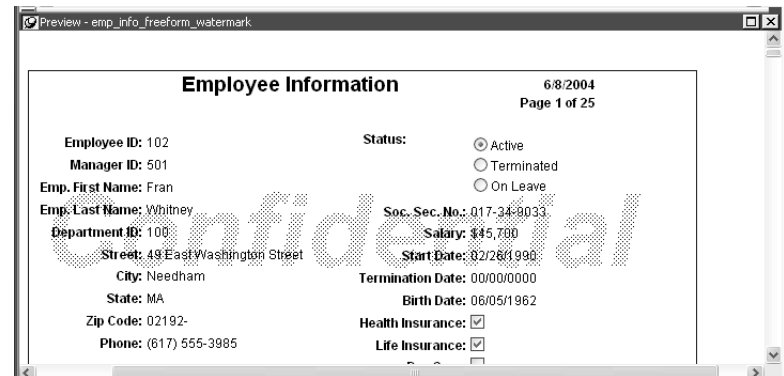 Preview - emp_info_freeform_watermark
Employee Information
6/8/2004
Page 1 of 25
Employee ID: 102
Manager ID: 501
Emp. First Name: Fran
Emp. Last Name: Whitney
Department ID: 100
Street: 49 East Washington Street
City: Needham
State: MA
Zip Code: 02192-
Phone: (617) 555-3985
Status:
Active
Terminated
On Leave
Soc. Sec. No.: 017-34-9033
Salary: $45,700
Start Date: 02/26/1990
Termination Date: 00/00/0000
Birth Date: 06/05/1962
Health Insurance:
Life Insurance:
Confidential